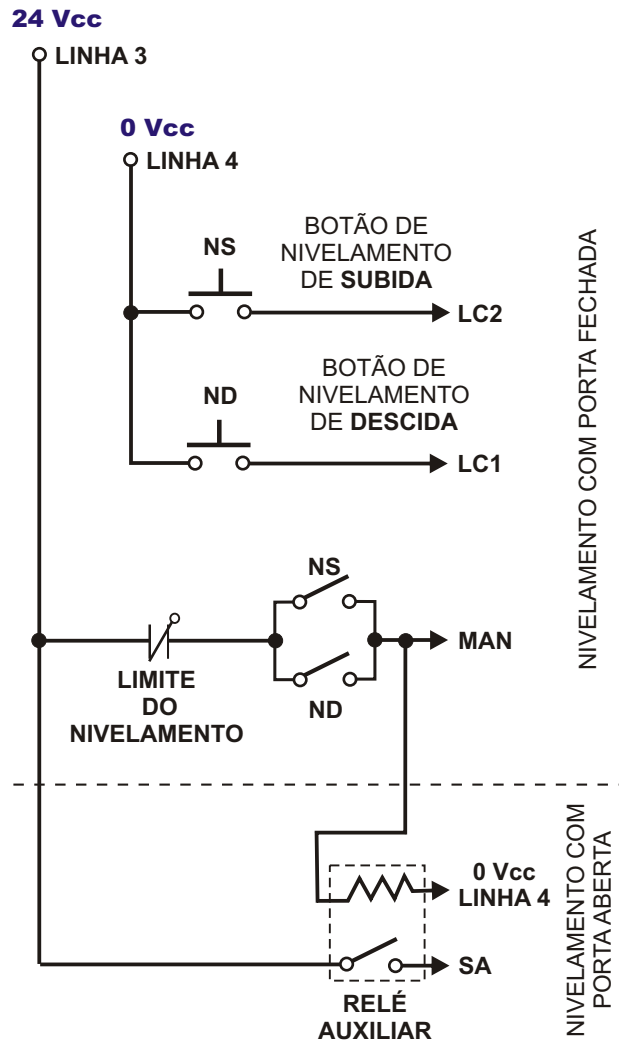 24 Vcc
LINHA 3
0 Vcc
LINHA 4
NS
BOTÃO DE
NIVELAMENTO
DE SUBIDA
LC2
ND
BOTÃO DE
NIVELAMENTO
DE DESCIDA
LC1
NIVELAMENTO COM PORTA FECHADA
NS
MAN
LIMITE
DO
NIVELAMENTO
ND
0 Vcc
LINHA 4
SA
RELÉ
AUXILIAR
NIVELAMENTO COM
PORTA ABERTA